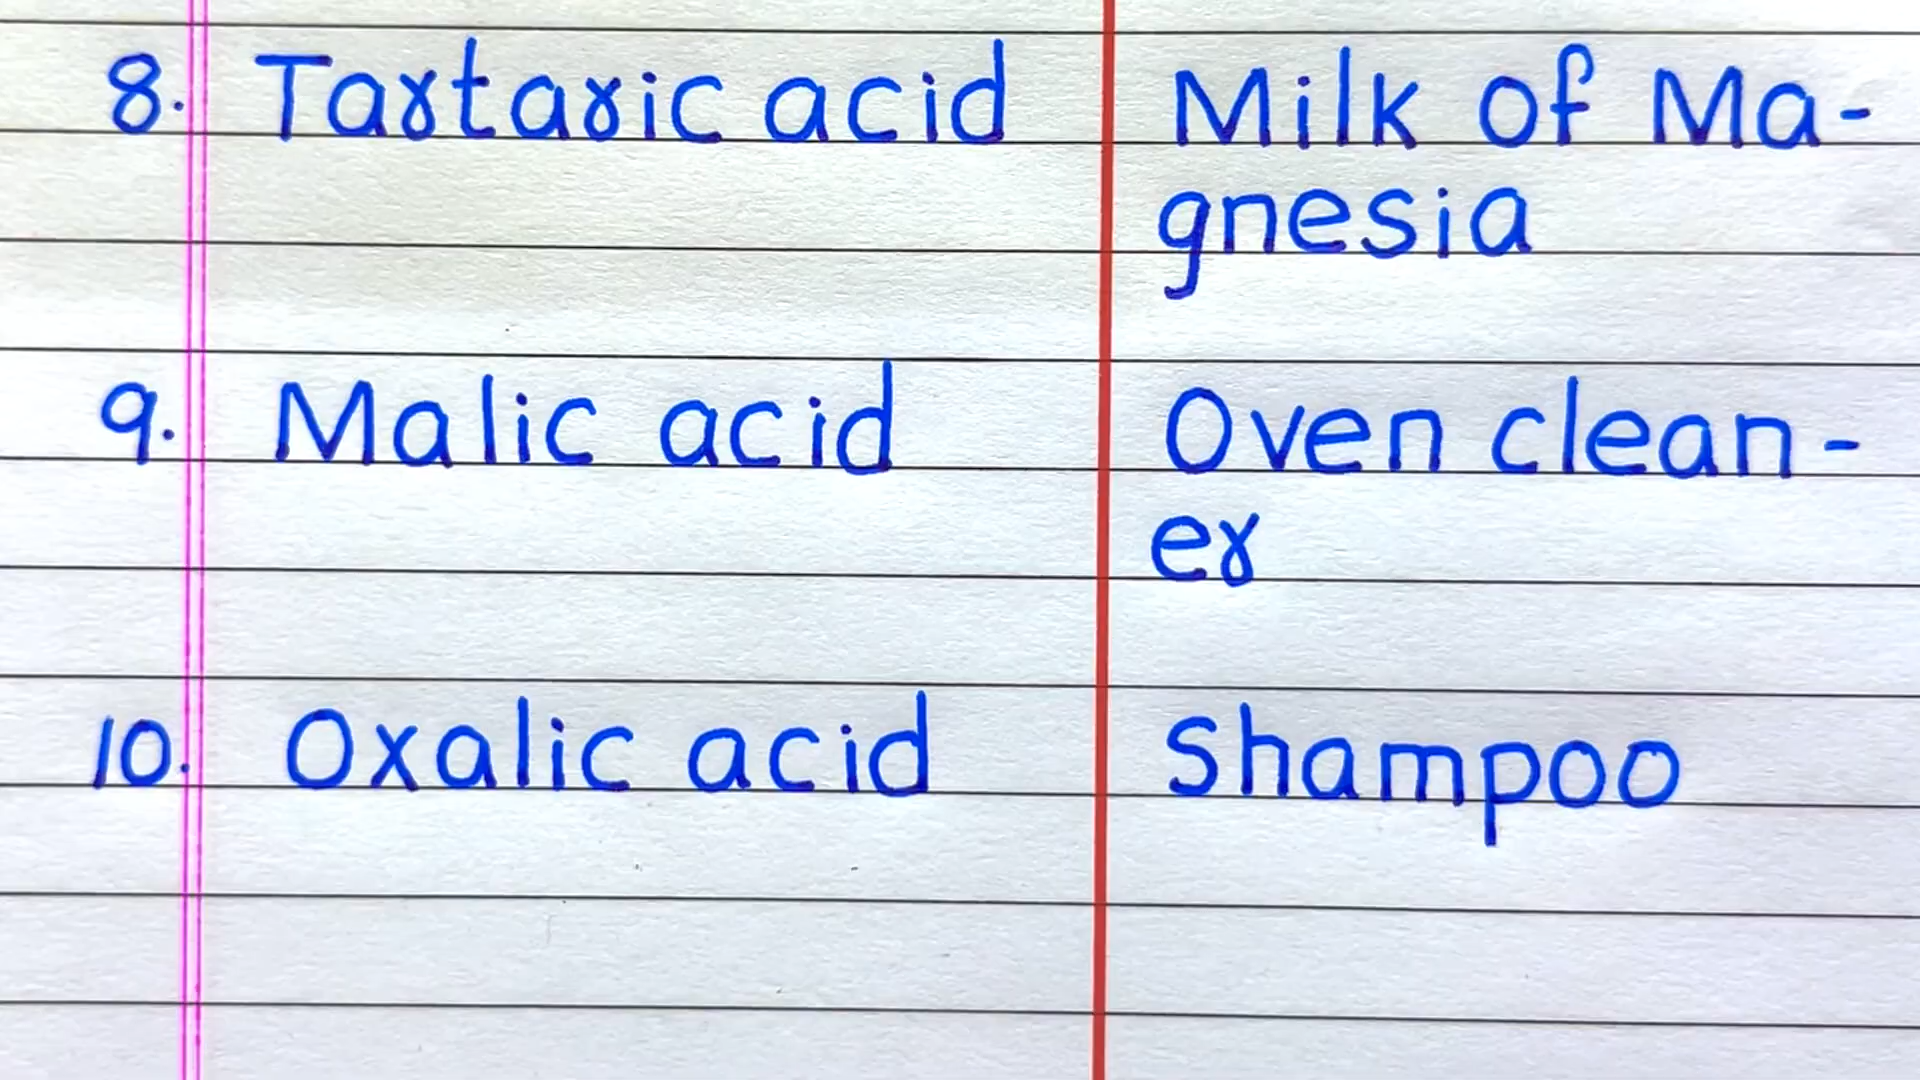 8. Tartaric acid Milk of Ma-
gnesia
9. Malic acid Oven clean-
er
10. Oxalic acid Shampoo